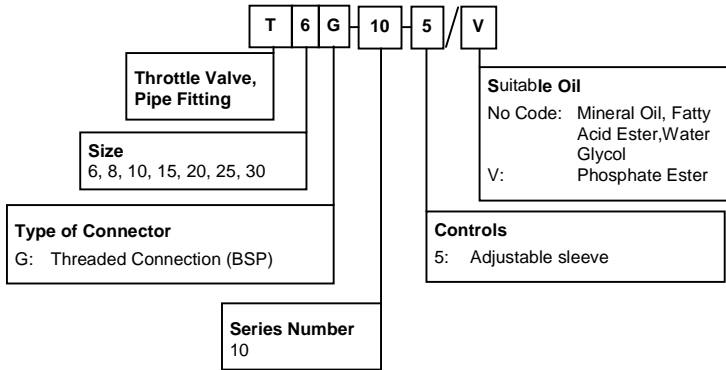 T 6 G - 10 - 5 / V
Throttle Valve,
Pipe Fitting
Size
6, 8, 10, 15, 20, 25, 30
Type of Connector
G: Threaded Connection (BSP)
Series Number
10
Suitable Oil
No Code: Mineral Oil, Fatty
Acid Ester,Water
Glycol
V: Phosphate Ester
Controls
5: Adjustable sleeve